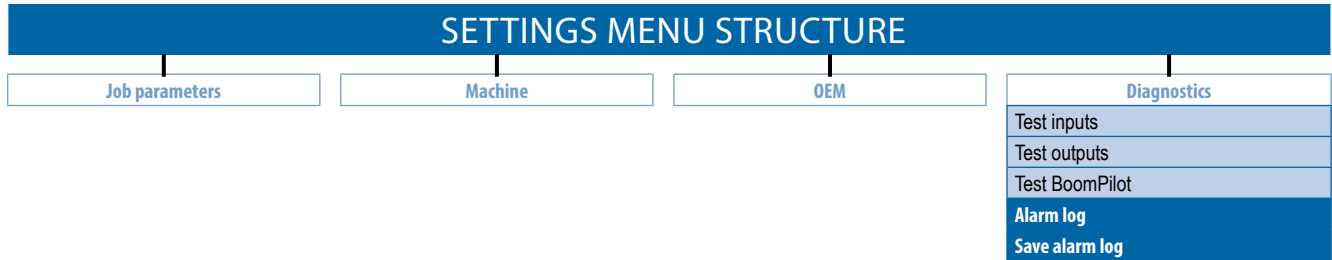 SETTINGS MENU STRUCTURE
Job parameters
Machine
OEM
Diagnostics
Test inputs
Test outputs
Test BoomPilot
Alarm log
Save alarm log